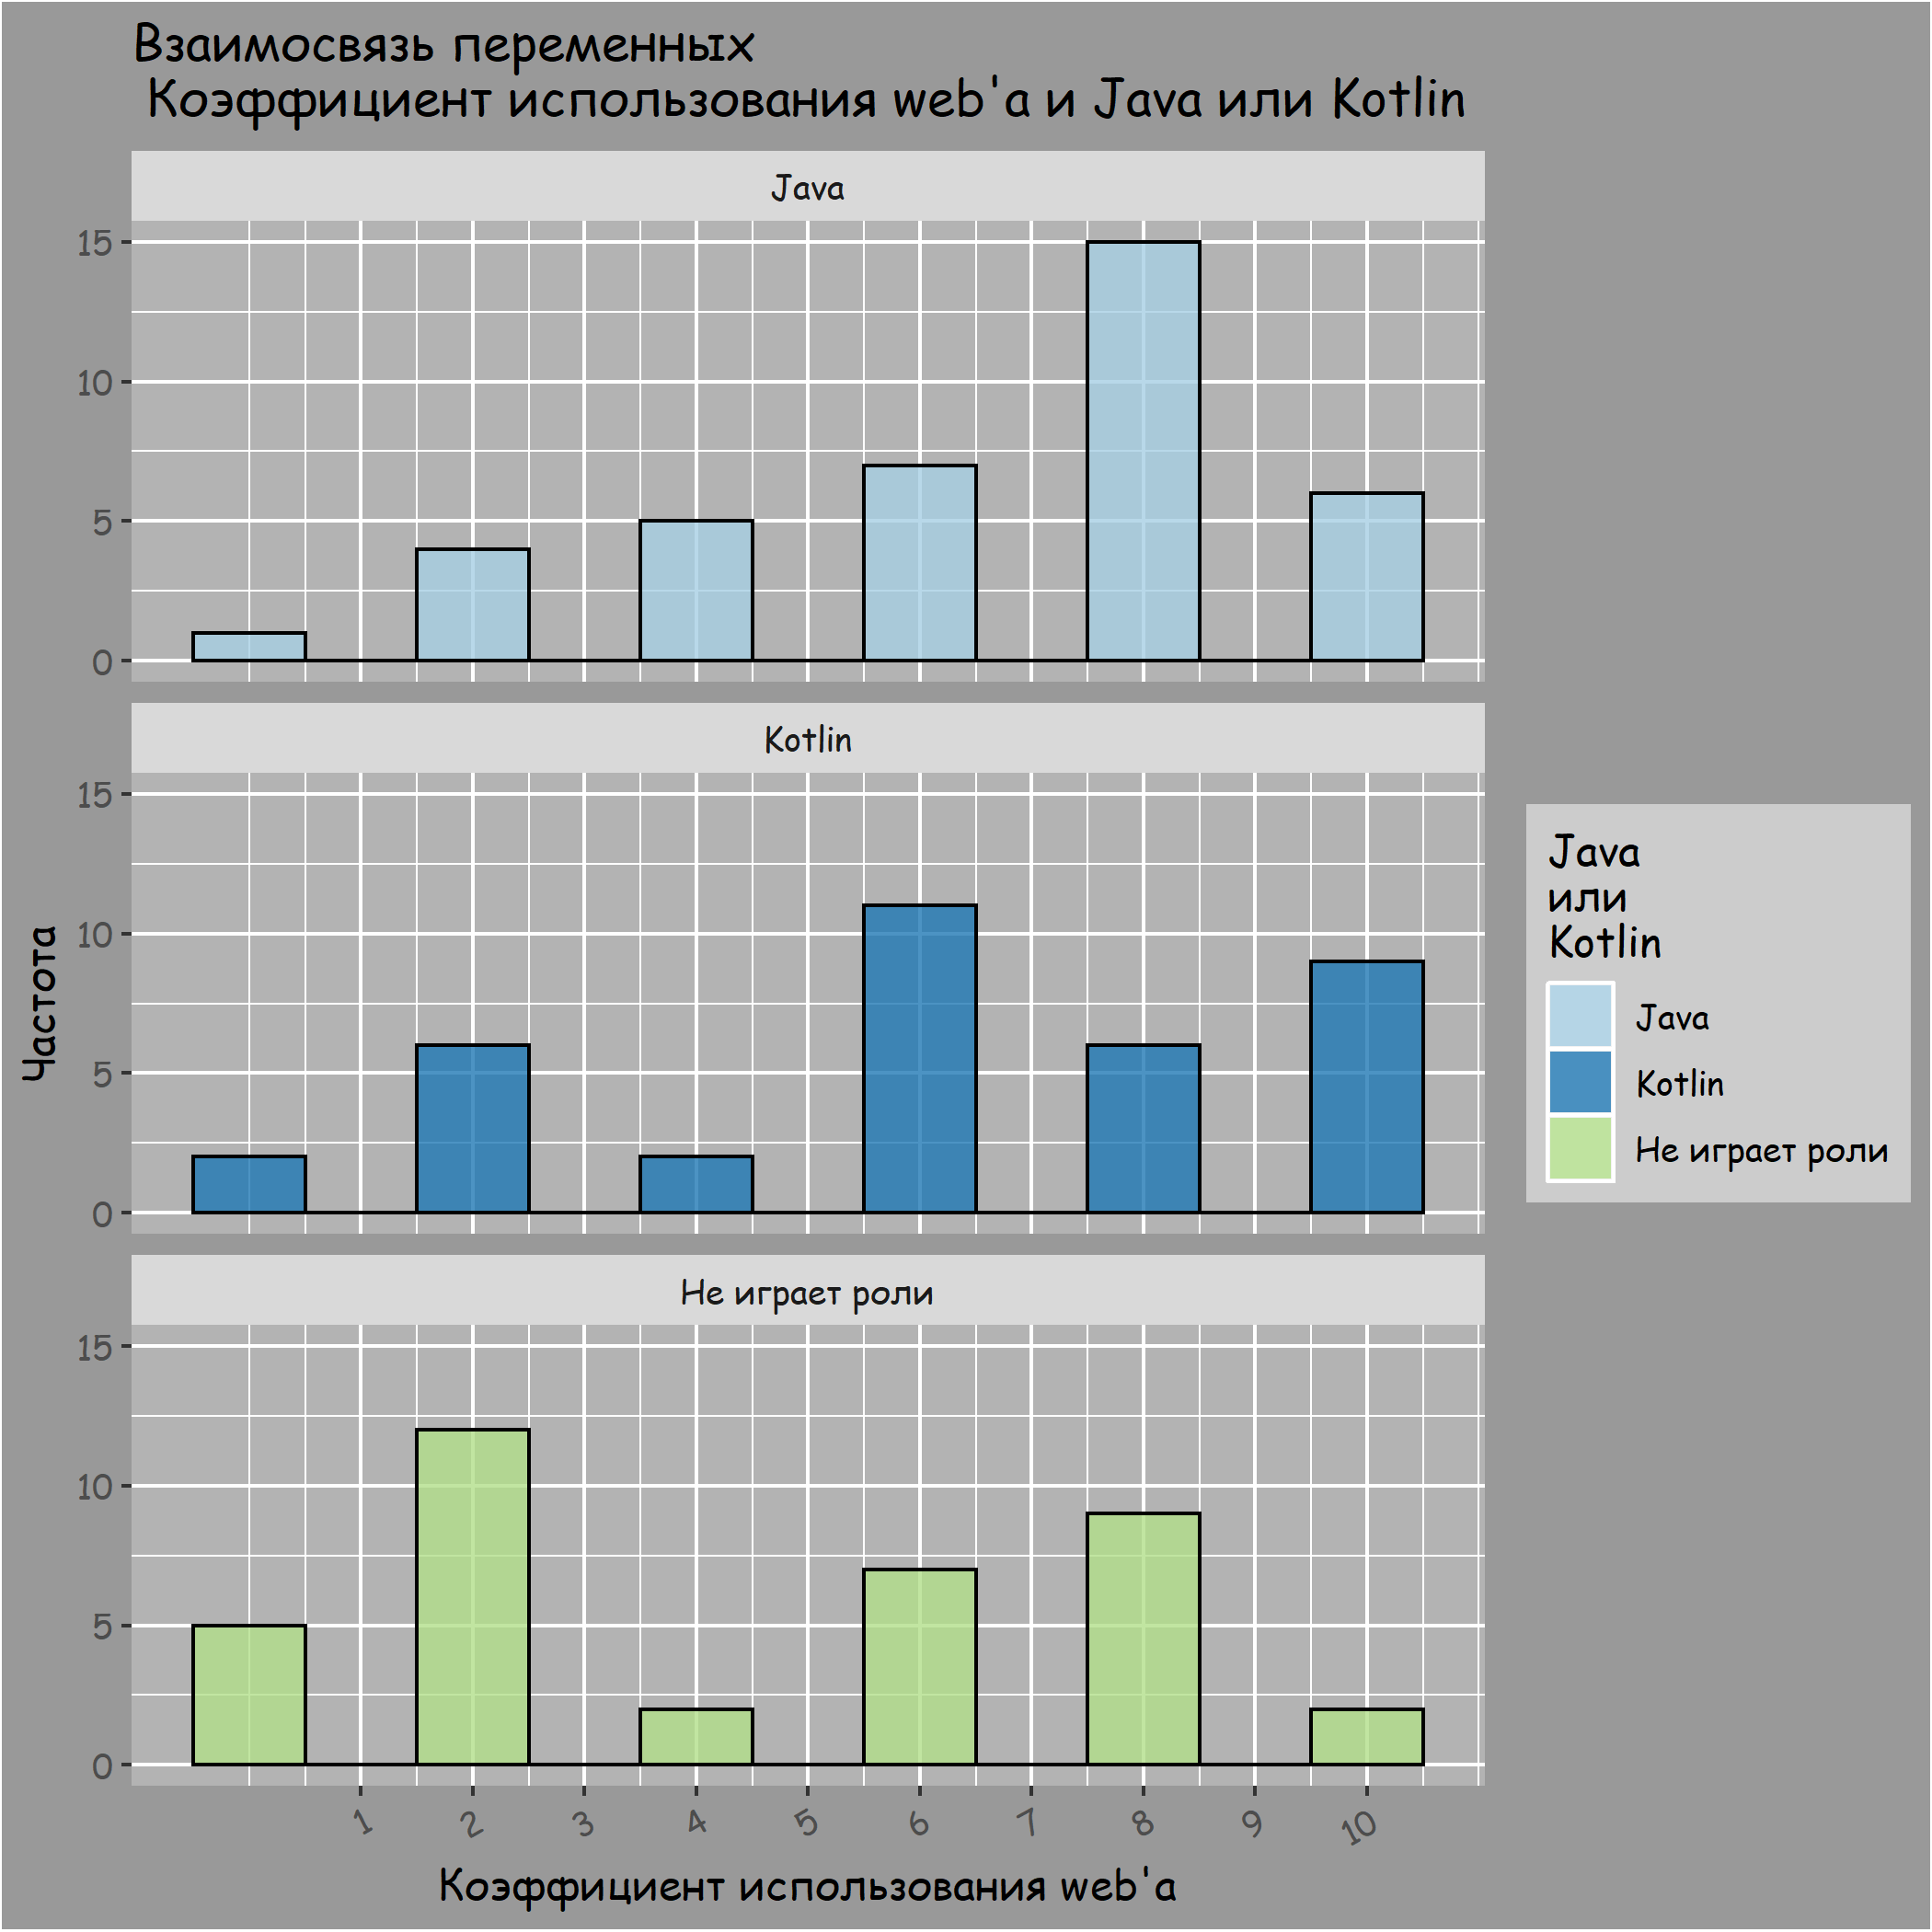 Взаимосвязь переменных
Коэффициент использования web'а и Java или Kotlin
Java
15
10
5
0
Kotlin
15
10
5
0
Не играет роли
15
10
5
0
1 2 3 4 5 6 7 8 9 10
Коэффициент использования web'а
Частота
Java
или
Kotlin
Java
Kotlin
Не играет роли